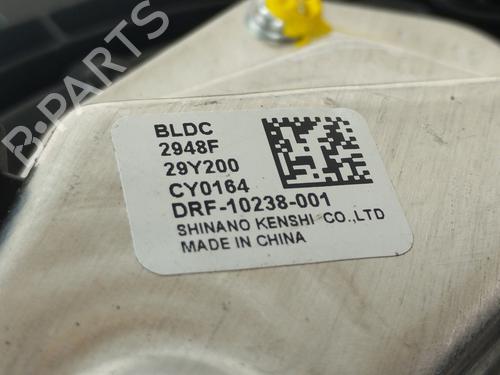 B-PARTS
BLDC
2948F
29Y200
CY0164
DRF-10238-001
SHINANO KENSHI CO.,LTD
MADE IN CHINA